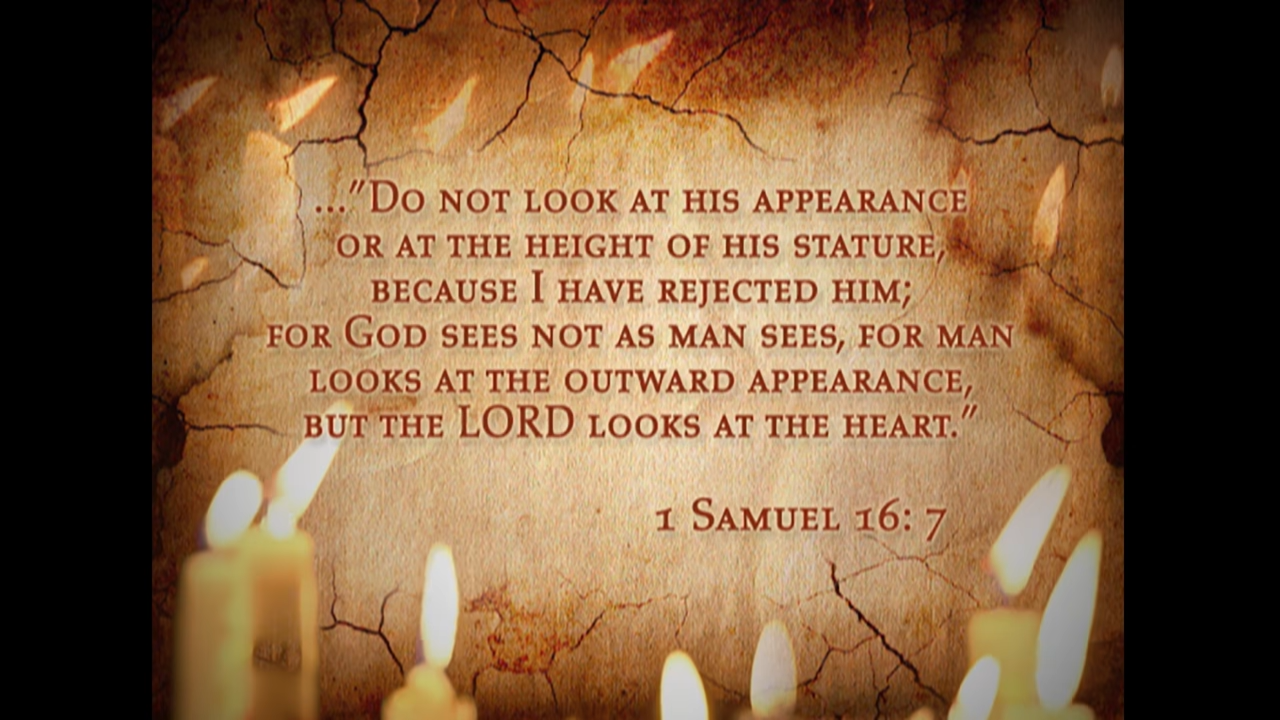 ..."Do not look at his appearance
or at the height of his stature,
because I have rejected him;
for God sees not as man sees, for man
looks at the outward appearance,
but the LORD looks at the heart."
1 Samuel 16: 7